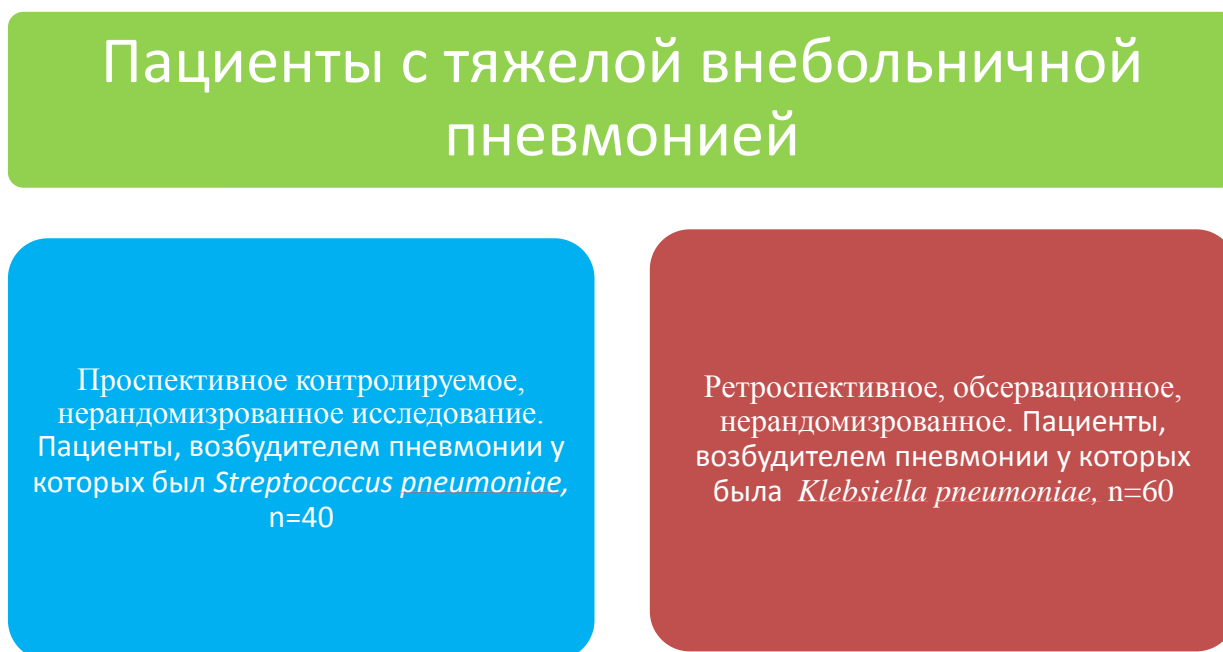 Пациенты с тяжелой внебольничной
пневмонией
Проспективное контролируемое,
нерандомизрованное исследование.
Пациенты, возбудителем пневмонии у
которых был Streptococcus pneumoniae,
n=40
Ретроспективное, обсервационное,
нерандомизрованное. Пациенты,
возбудителем пневмонии у которых
была Klebsiella pneumoniae, n=60